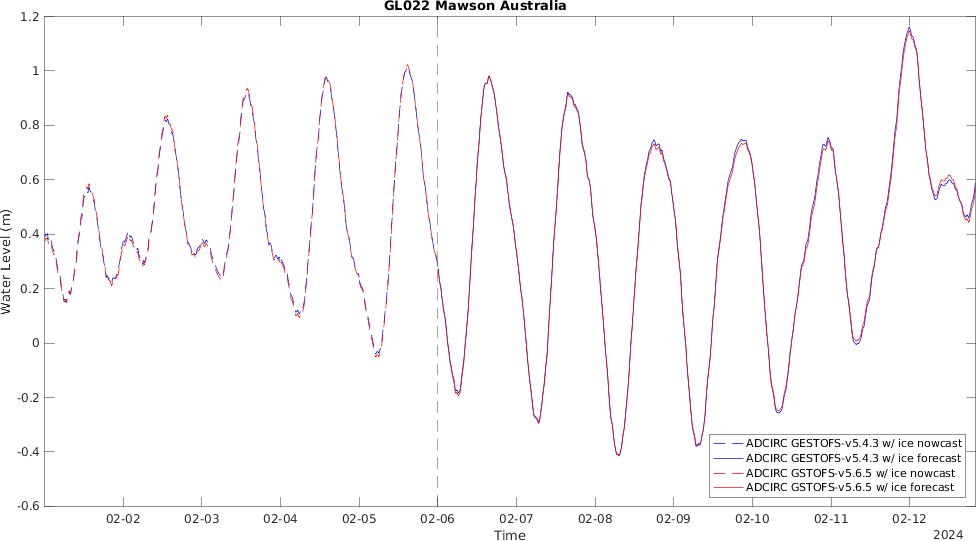 GL022 Mawson Australia
1.2
1
0.8
0.6
0.4
0.2
0
-0.2
-0.4
-0.6
Water Level (m)
ADCIRC GESTOFS-v5.4.3 w/ ice nowcast
ADCIRC GESTOFS-v5.4.3 w/ ice forecast
ADCIRC GSTOFS-v5.6.5 w/ ice nowcast
ADCIRC GSTOFS-v5.6.5 w/ ice forecast
02-02 02-03 02-04 02-05 02-06 02-07 02-08 02-09 02-10 02-11 02-12
Time
2024